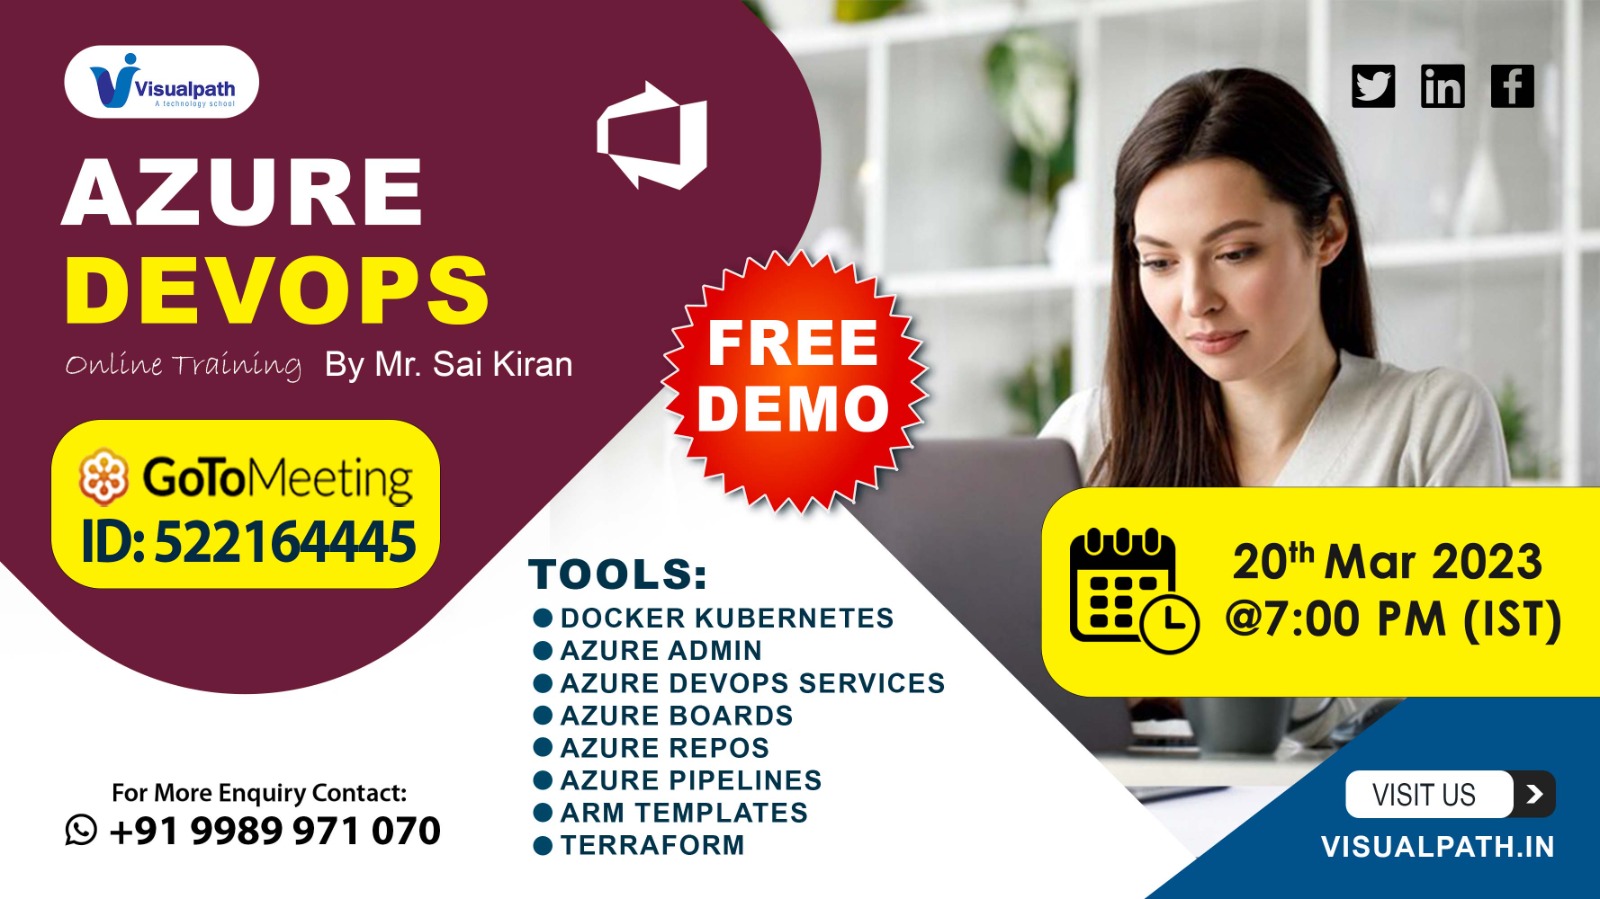 Visualpath
A technology school
AZURE
DEVOPS
Online Training By Mr. Sai Kiran
GoToMeeting
ID: 522164445
FREE
DEMO
20th Mar 2023
@7:00 PM (IST)
TOOLS:
DOCKER KUBERNETES
AZURE ADMIN
AZURE DEVOPS SERVICES
AZURE BOARDS
AZURE REPOS
AZURE PIPELINES
ARM TEMPLATES
TERRAFORM
For More Enquiry Contact:
+91 9989 971 070
VISIT US
VISUALPATH.IN